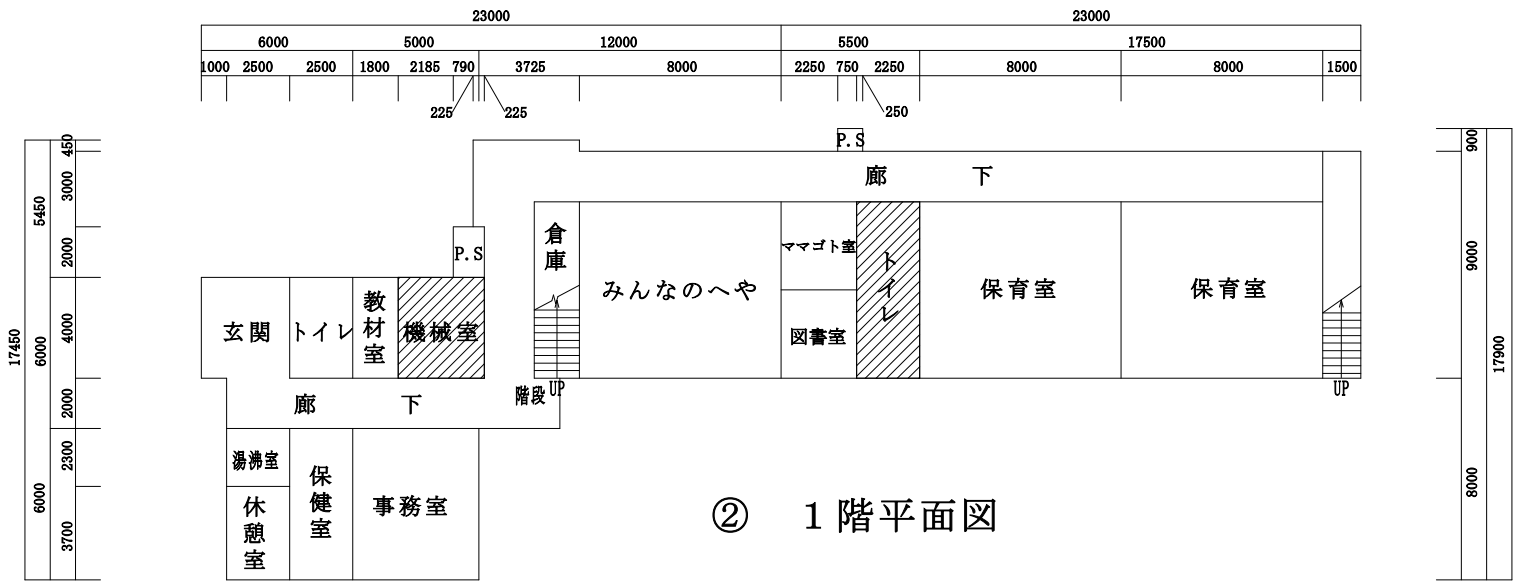 23000 23000
6000 5000 12000 5500 17500
1000 2500 2500 1800 2185 790 3725 8000 2250 750 2250 8000 8000 1500
225 225 250
17450
5450 6000 6000
450 3000 2000 4000 2000 2300 3700
900 9000 8000
17900
P.S
廊下
倉庫
P.S
ママゴト室
みんなのへや
トイレ
保育室
保育室
図書室
玄関
トイレ
教材室
機械室
UP
UP
階段
廊下
湯沸室
休憩室
保健室
事務室
② 1階平面図